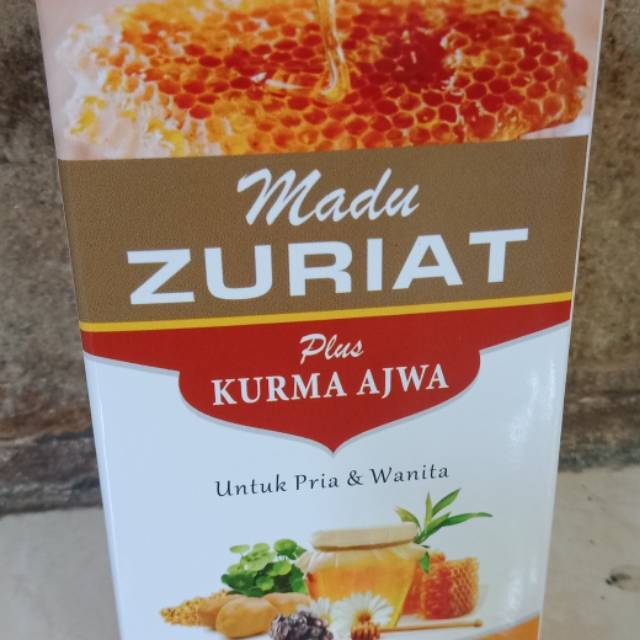 Madu
ZURIAT
Plus
KURMA AJWA
Untuk Pria & Wanita